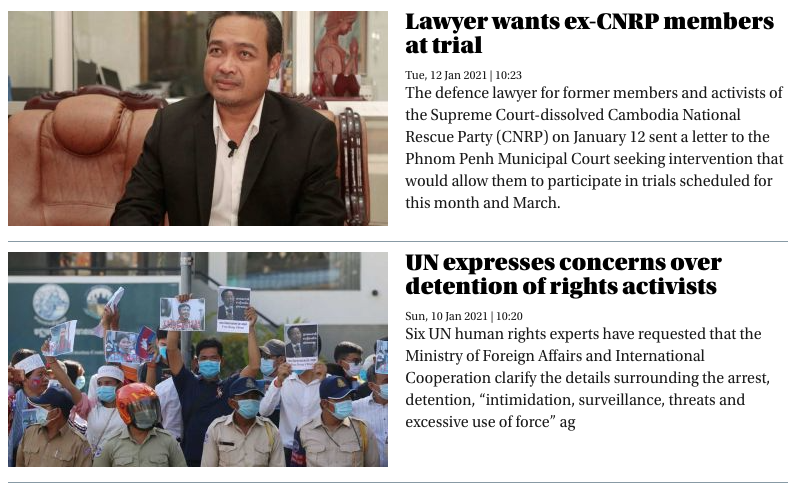 Lawyer wants ex-CNRP members
at trial
Tue, 12 Jan 2021 | 10:23
The defence lawyer for former members and activists of
the Supreme Court-dissolved Cambodia National
Rescue Party (CNRP) on January 12 sent a letter to the
Phnom Penh Municipal Court seeking intervention that
would allow them to participate in trials scheduled for
this month and March.
UN expresses concerns over
detention of rights activists
Sun, 10 Jan 2021 | 10:20
Six UN human rights experts have requested that the
Ministry of Foreign Affairs and International
Cooperation clarify the details surrounding the arrest,
detention, “intimidation, surveillance, threats and
excessive use of force” ag